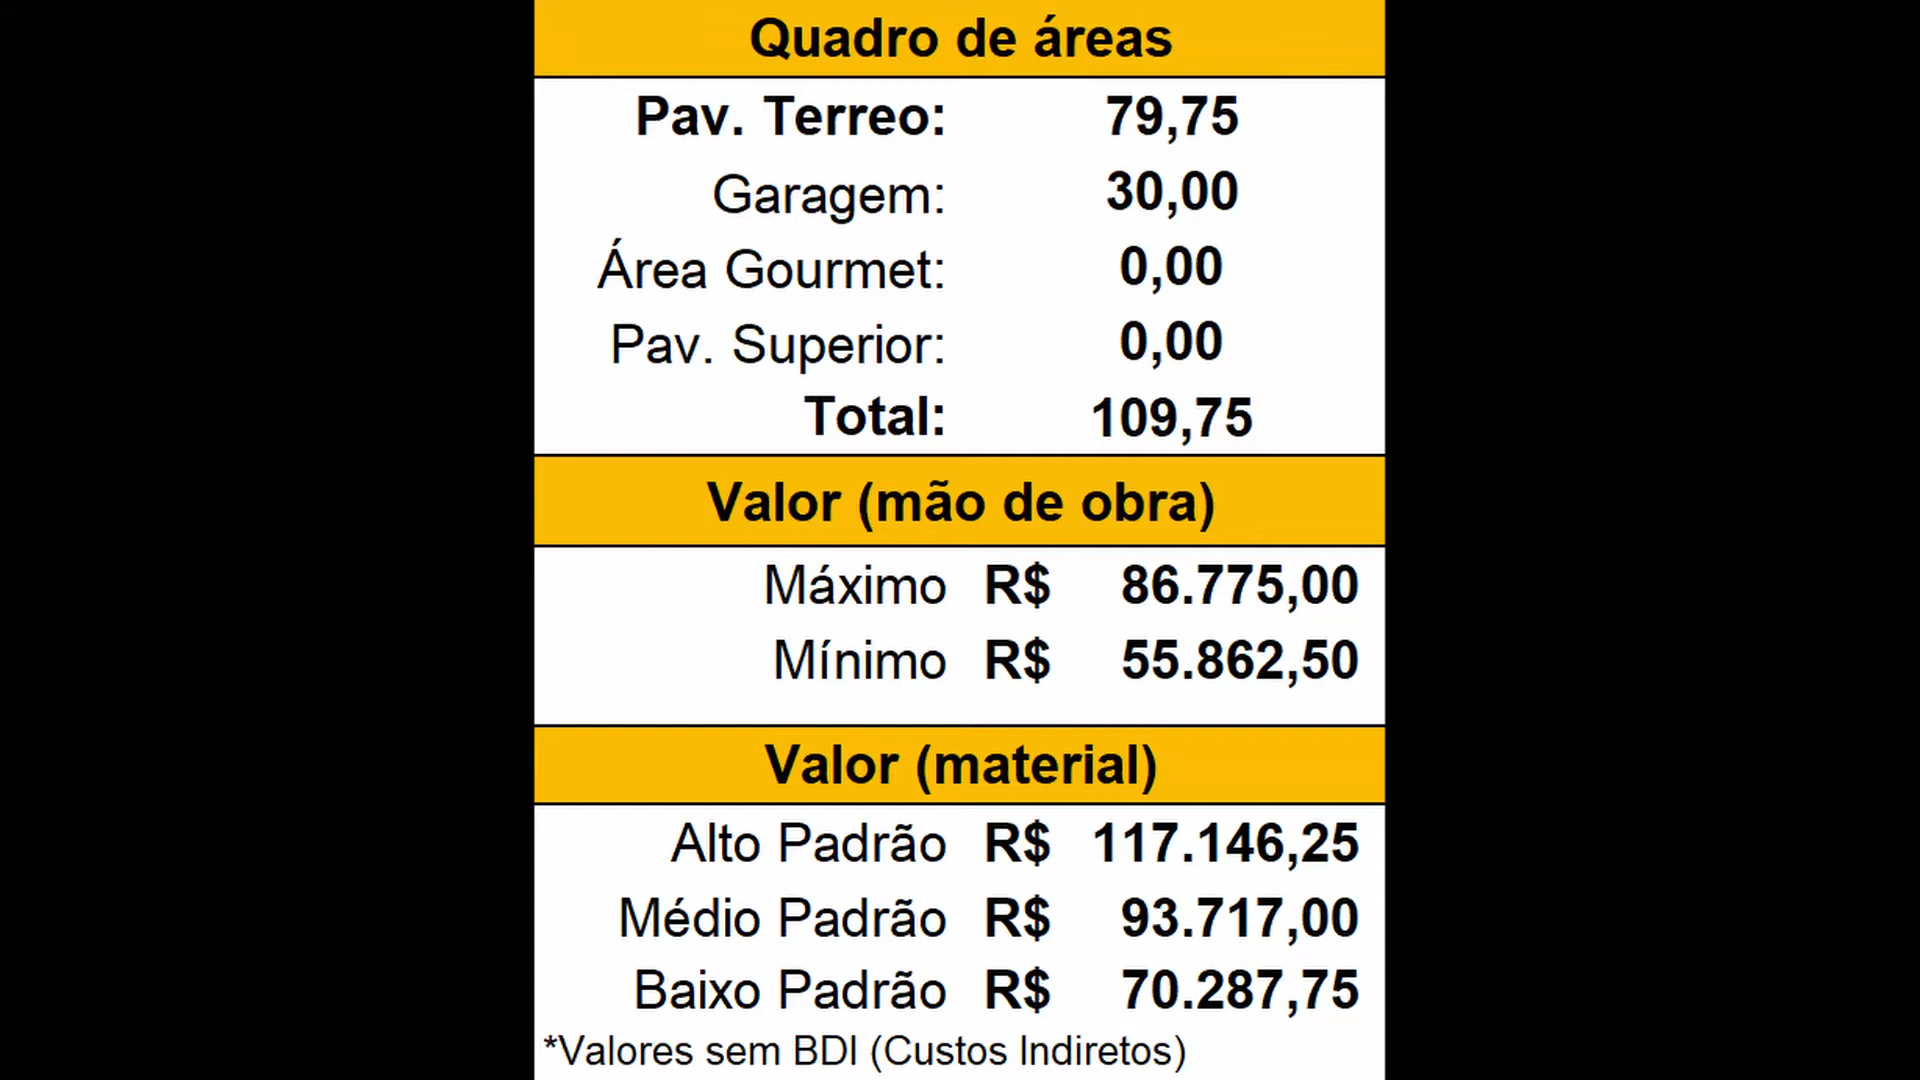 Quadro de áreas
Pav. Terreo: 79,75
Garagem: 30,00
Área Gourmet: 0,00
Pav. Superior: 0,00
Total: 109,75
Valor (mão de obra)
Máximo R$ 86.775,00
Mínimo R$ 55.862,50
Valor (material)
Alto Padrão R$ 117.146,25
Médio Padrão R$ 93.717,00
Baixo Padrão R$ 70.287,75
*Valores sem BDI (Custos Indiretos)